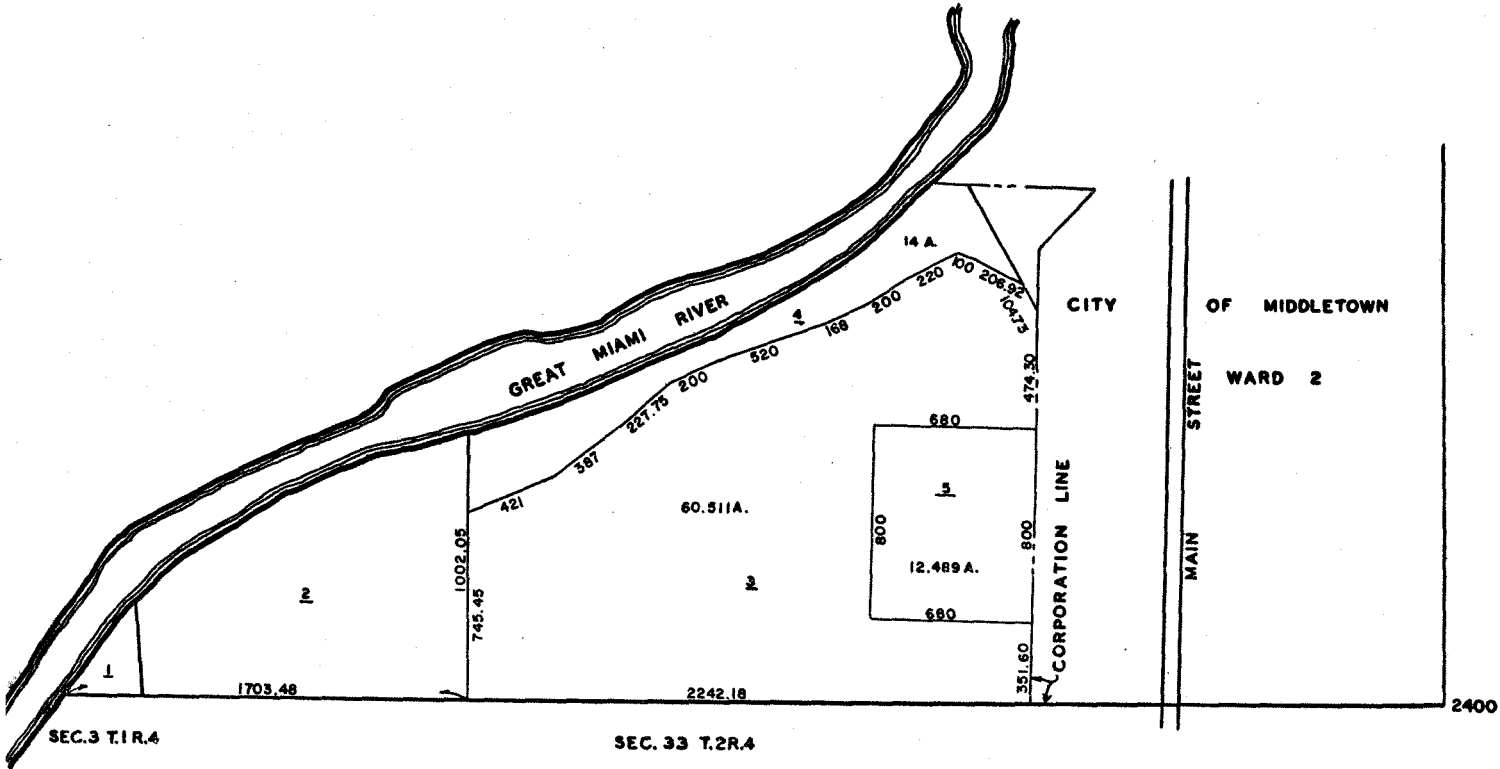 14 A.
100
206.92
104.73
220
200
168
4
520
200
227.75
387
421
GREAT MIAMI RIVER
CITY OF MIDDLETOWN
WARD 2
MAIN STREET
474.30
680
5
800
800
12.489 A.
680
60.511A.
3
1002.05
745.45
2
1
351.60
CORPORATION LINE
1703.48
2242.18
2400
SEC.3 T.1 R.4
SEC. 33 T.2R.4